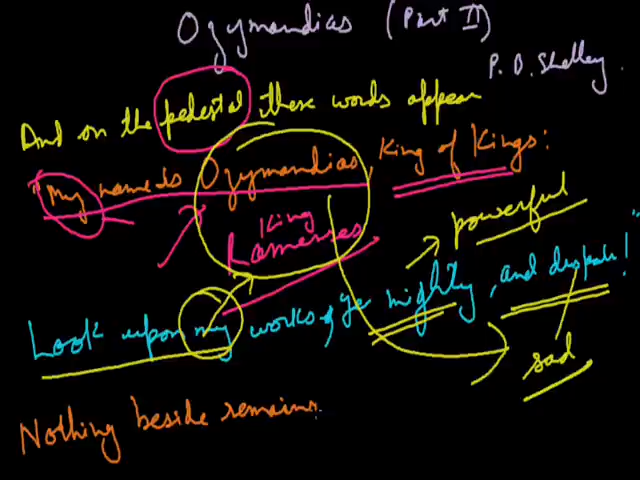 Ozymandias (Part II)
P. B. Shelley.
And on the pedestal these words appear
"My name is Ozymandias, King of Kings:
King
Rameses
powerful
Look upon my works, ye mighty, and despair!"
sad
Nothing beside remains